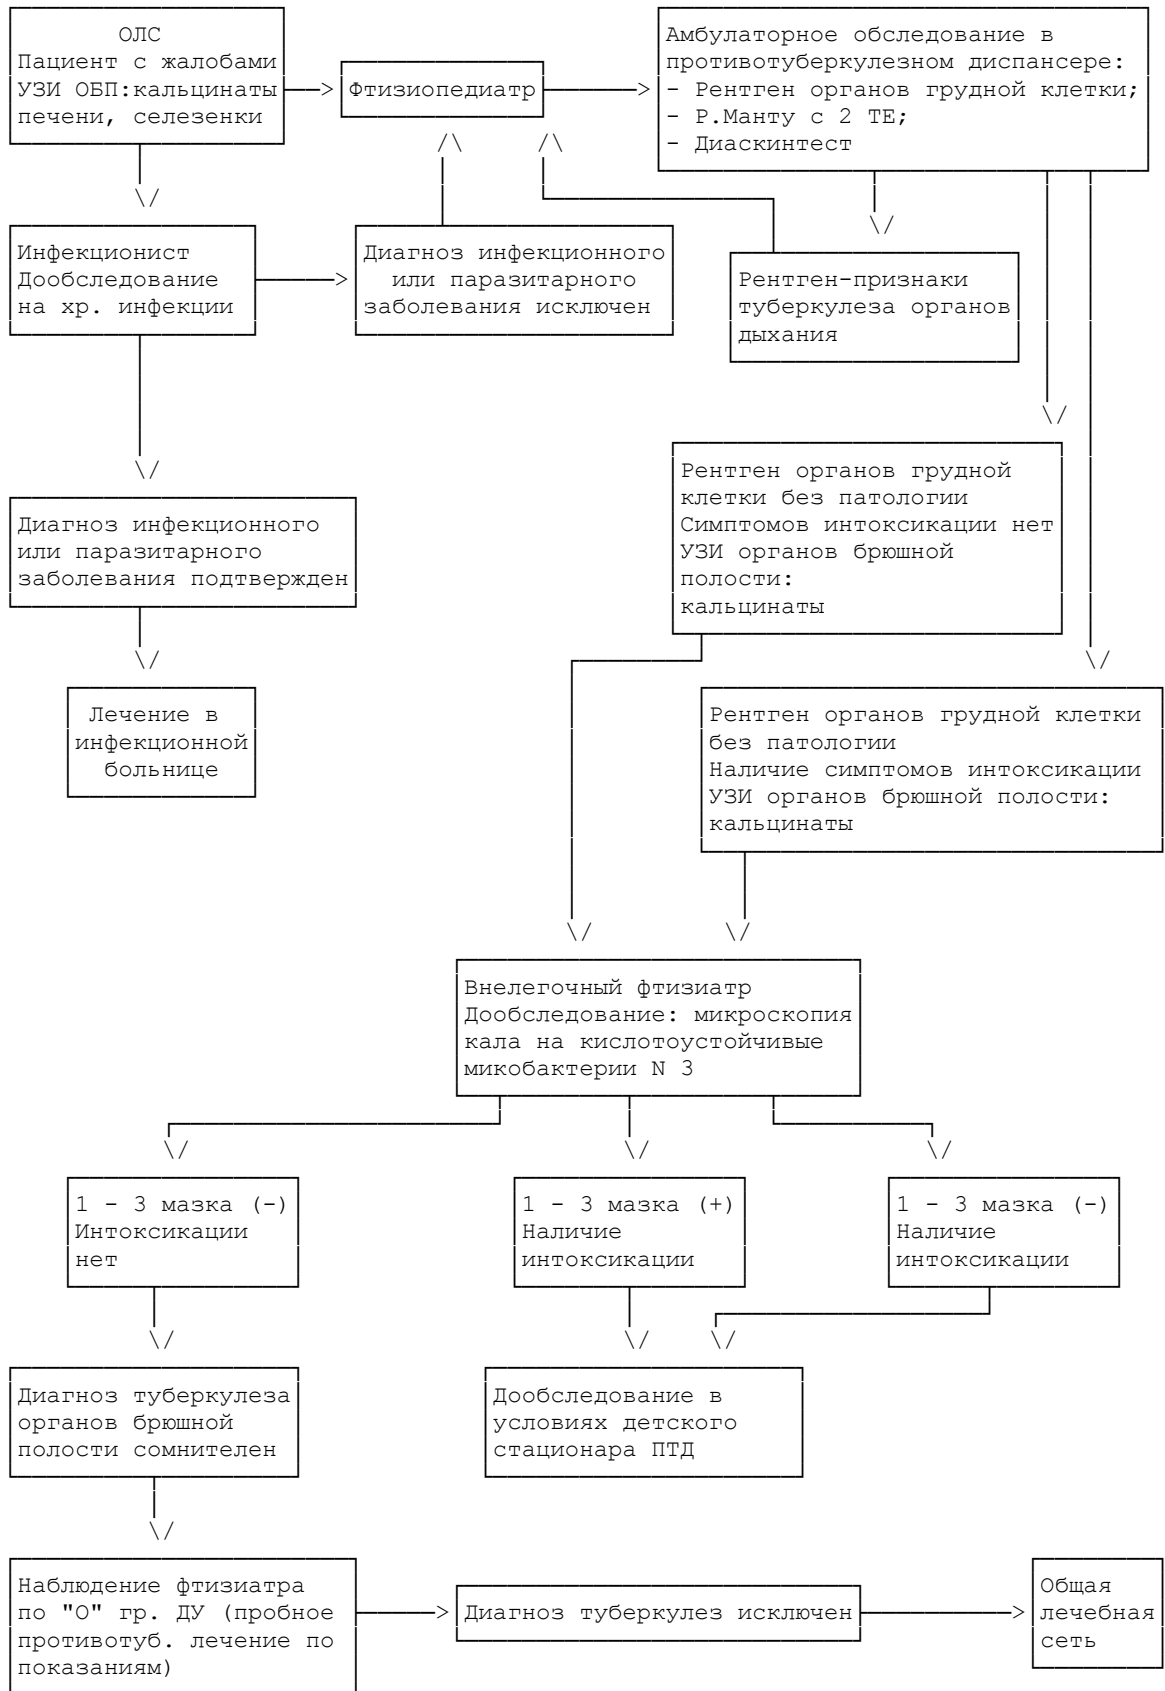 ОЛС
Пациент с жалобами
УЗИ ОБП:кальцинаты
печени, селезенки
Фтизиопедиатр
Амбулаторное обследование в
противотуберкулезном диспансере:
- Рентген органов грудной клетки;
- Р.Манту с 2 ТЕ;
- Диаскинтест
Инфекционист
Дообследование
на хр. инфекции
Диагноз инфекционного
или паразитарного
заболевания исключен
Рентген-признаки
туберкулеза органов
дыхания
Рентген органов грудной
клетки без патологии
Симптомов интоксикации нет
УЗИ органов брюшной
полости:
кальцинаты
Диагноз инфекционного
или паразитарного
заболевания подтвержден
Лечение в
инфекционной
больнице
Рентген органов грудной клетки
без патологии
Наличие симптомов интоксикации
УЗИ органов брюшной полости:
кальцинаты
Внелегочный фтизиатр
Дообследование: микроскопия
кала на кислотоустойчивые
микобактерии N 3
1 - 3 мазка (-)
Интоксикации
нет
1 - 3 мазка (+)
Наличие
интоксикации
1 - 3 мазка (-)
Наличие
интоксикации
Диагноз туберкулеза
органов брюшной
полости сомнителен
Дообследование в
условиях детского
стационара ПТД
Наблюдение фтизиатра
по "О" гр. ДУ (пробное
противотуб. лечение по
показаниям)
Диагноз туберкулез исключен
Общая
лечебная
сеть